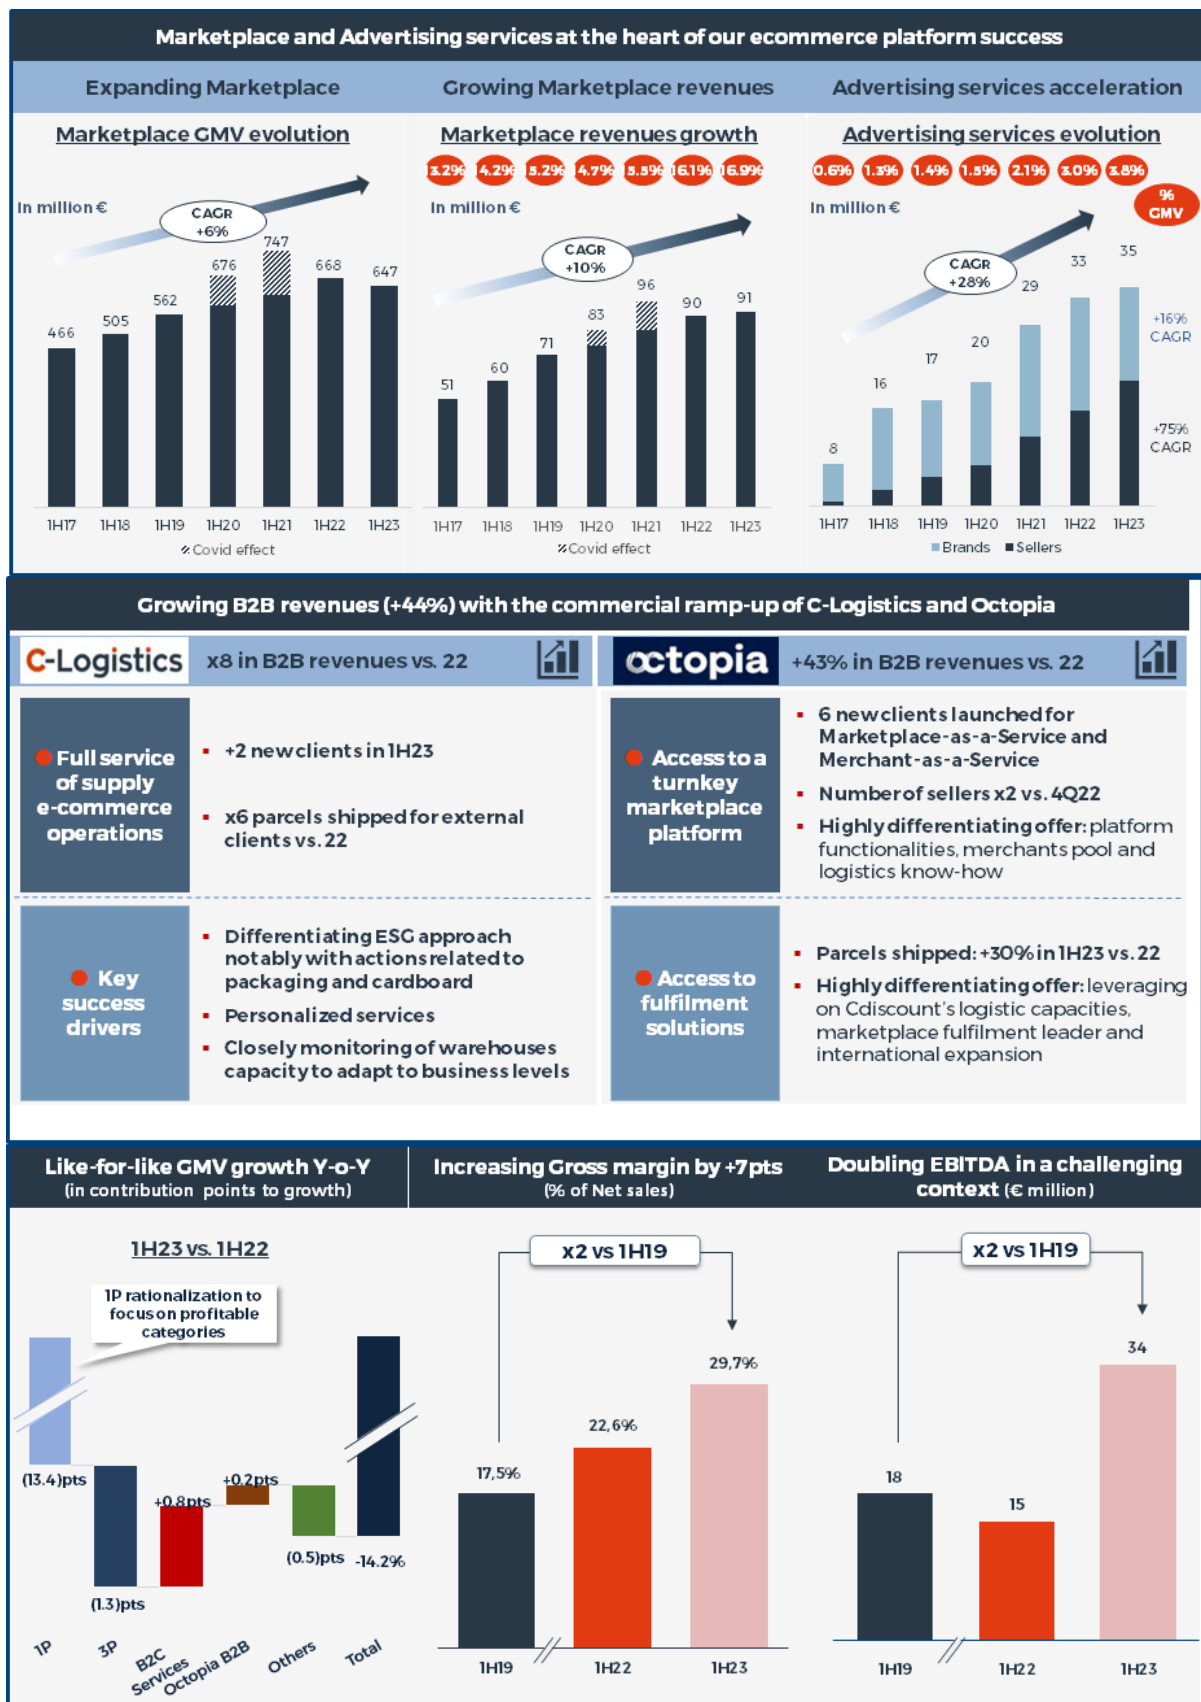 Marketplace and Advertising services at the heart of our ecommerce platform success
Expanding Marketplace
Growing Marketplace revenues
Advertising services acceleration
Marketplace GMV evolution
In million €
CAGR
+6%
466
505
562
676
747
668
647
1H17
1H18
1H19
1H20
1H21
1H22
1H23
Covid effect
Marketplace revenues growth
13.2% 14.2% 15.2% 14.7% 15.5% 16.1% 16.9%
In million €
CAGR
+10%
51
60
71
83
96
90
91
1H17
1H18
1H19
1H20
1H21
1H22
1H23
Covid effect
Advertising services evolution
0.6% 1.3% 1.4% 1.5% 2.1% 3.0% 3.8%
%
GMV
In million €
CAGR
+28%
8
16
17
20
29
33
35
+16%
CAGR
+75%
CAGR
1H17
1H18
1H19
1H20
1H21
1H22
1H23
Brands
Sellers
Growing B2B revenues (+44%) with the commercial ramp-up of C-Logistics and Octopia
C-Logistics
x8 in B2B revenues vs. 22
Full service
of supply
e-commerce
operations
+2 new clients in 1H23
x6 parcels shipped for external
clients vs. 22
Key
success
drivers
Differentiating ESG approach
notably with actions related to
packaging and cardboard
Personalized services
Closely monitoring of warehouses
capacity to adapt to business levels
octopia
+43% in B2B revenues vs. 22
Access to a
turnkey
marketplace
platform
6 new clients launched for
Marketplace-as-a-Service and
Merchant-as-a-Service
Number of sellers x2 vs. 4Q22
Highly differentiating offer: platform
functionalities, merchants pool and
logistics know-how
Access to
fulfilment
solutions
Parcels shipped: +30% in 1H23 vs. 22
Highly differentiating offer: leveraging
on Cdiscount's logistic capacities,
marketplace fulfilment leader and
international expansion
Like-for-like GMV growth Y-o-Y
(in contribution points to growth)
1H23 vs. 1H22
1P rationalization to
focus on profitable
categories
(13.4)pts
(1.3)pts
+0.8pts
+0.2pts
(0.5)pts
-14.2%
1P
3P
B2C
Services
Octopia B2B
Others
Total
Increasing Gross margin by +7pts
(% of Net sales)
x2 vs 1H19
17,5%
22,6%
29,7%
1H19
1H22
1H23
Doubling EBITDA in a challenging
context (€ million)
x2 vs 1H19
18
15
34
1H19
1H22
1H23